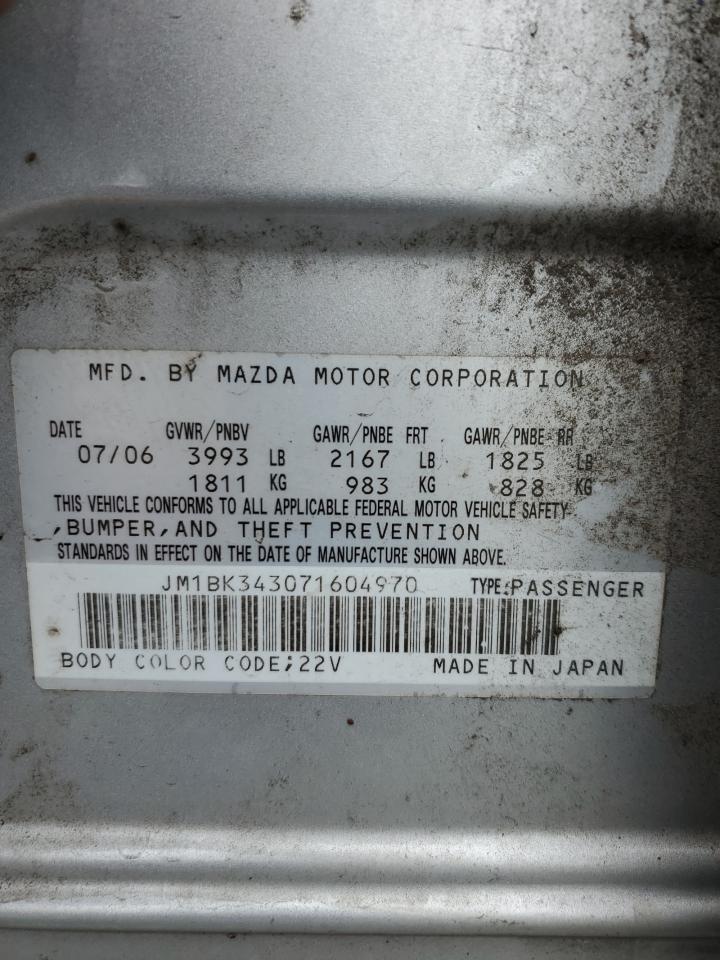 MFD. BY MAZDA MOTOR CORPORATION
DATE GVWR/PNBV GAWR/PNBE FRT GAWR/PNBE RR
07/06 3993 LB 2167 LB 1825 LB
1811 KG 983 KG 828 KG
THIS VEHICLE CONFORMS TO ALL APPLICABLE FEDERAL MOTOR VEHICLE SAFETY
,BUMPER,AND THEFT PREVENTION
STANDARDS IN EFFECT ON THE DATE OF MANUFACTURE SHOWN ABOVE.
JM1BK343071604970 TYPE:PASSENGER
BODY COLOR CODE;22V MADE IN JAPAN